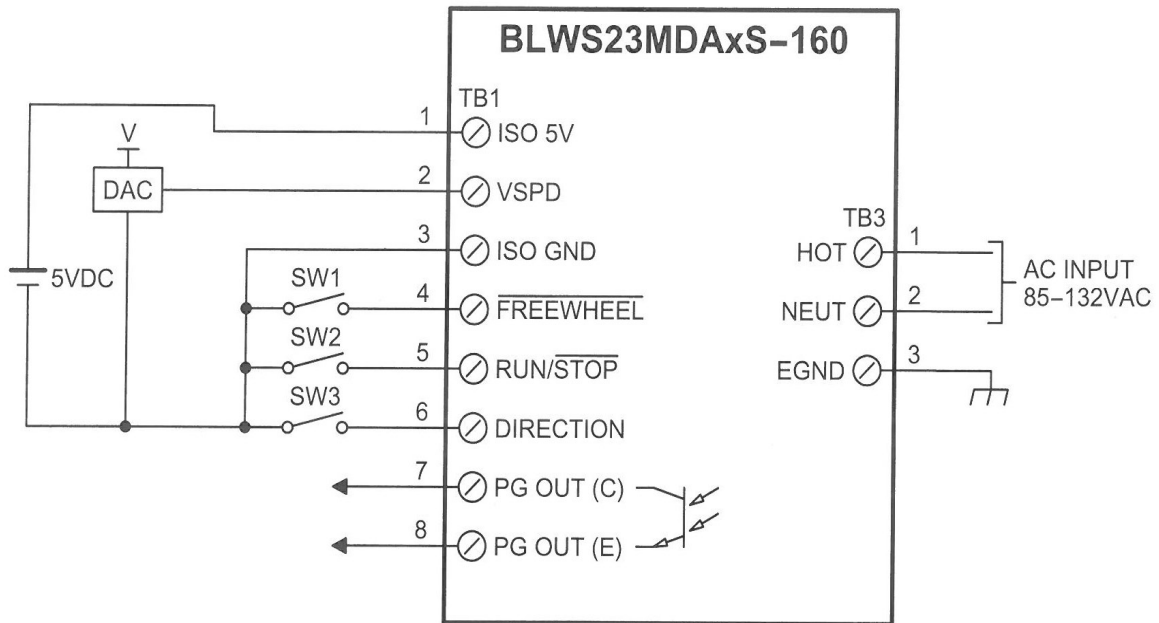 BLWS23MDAxS-160
TB1
1 ISO 5V
V
DAC
2 VSPD
3 ISO GND
5VDC
SW1
4 FREEWHEEL
SW2
5 RUN/STOP
SW3
6 DIRECTION
7 PG OUT (C)
8 PG OUT (E)
TB3
HOT 1
NEUT 2
EGND 3
AC INPUT
85-132VAC